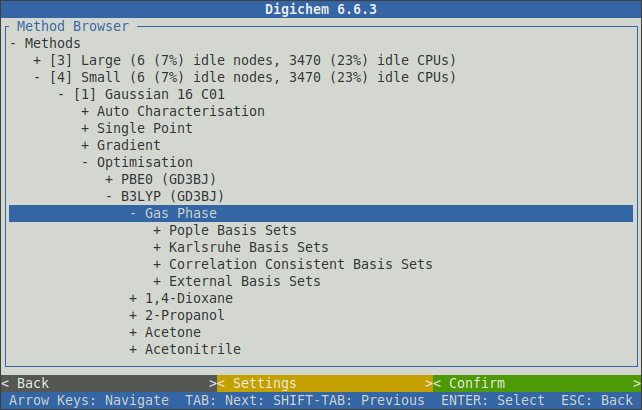 Digichem 6.6.3
Method Browser
- Methods
+ [3] Large (6 (7%) idle nodes, 3470 (23%) idle CPUs)
- [4] Small (6 (7%) idle nodes, 3470 (23%) idle CPUs)
- [1] Gaussian 16 C01
+ Auto Characterisation
+ Single Point
+ Gradient
- Optimisation
+ PBE0 (GD3BJ)
- B3LYP (GD3BJ)
- Gas Phase
+ Pople Basis Sets
+ Karlsruhe Basis Sets
+ Correlation Consistent Basis Sets
+ External Basis Sets
+ 1,4-Dioxane
+ 2-Propanol
+ Acetone
+ Acetonitrile
< Back >< Settings >< Confirm >
Arrow Keys: Navigate TAB: Next: SHIFT-TAB: Previous ENTER: Select ESC: Back